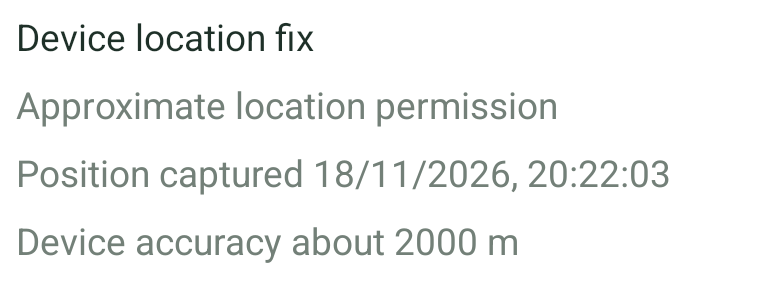 Device location fix
Approximate location permission
Position captured 18/11/2026, 20:22:03
Device accuracy about 2000 m